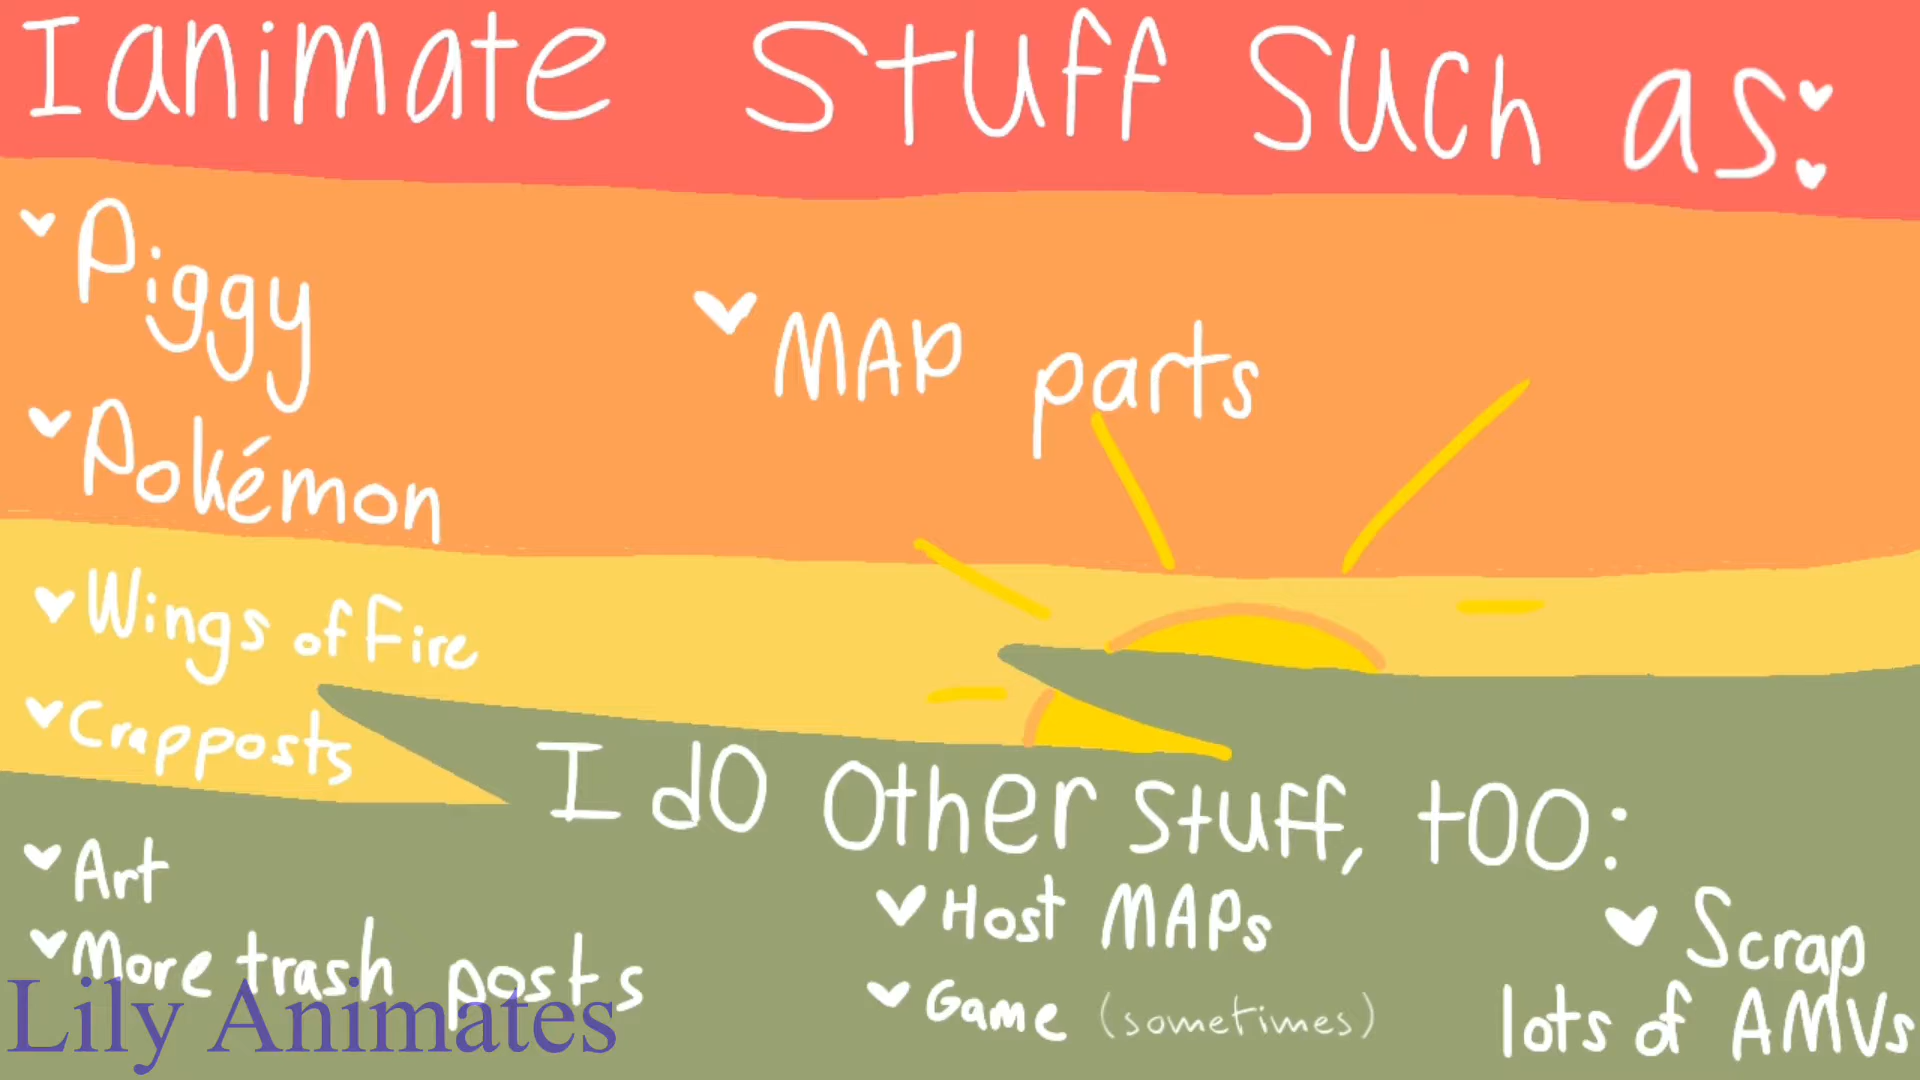 I animate Stuff Such as:
Piggy
Pokémon
Wings of Fire
Crapposts
MAP parts
I do other stuff, too:
Art
More trash posts
Host MAPs
Game (sometimes)
Scrap
lots of AMVs
Lily Animates